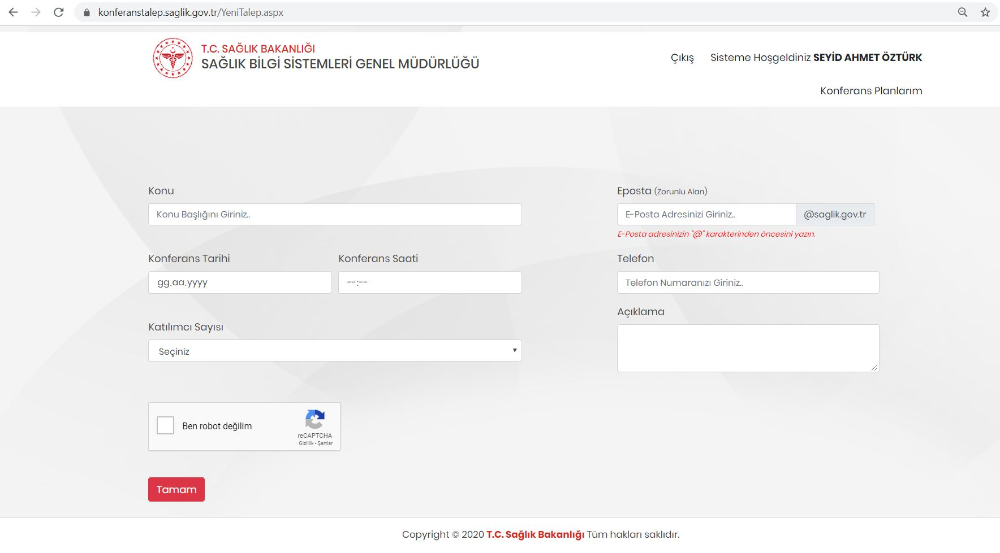 konferanstalep.saglik.gov.tr/YeniTalep.aspx
T.C. SAĞLIK BAKANLIĞI
SAĞLIK BİLGİ SİSTEMLERİ GENEL MÜDÜRLÜĞÜ
Çıkış Sisteme Hoşgeldiniz SEYİD AHMET ÖZTÜRK
Konferans Planlarım
Konu
Konu Başlığını Giriniz..
Konferans Tarihi Konferans Saati
gg.aa.yyyy --:--
Katılımcı Sayısı
Seçiniz
Eposta (Zorunlu Alan)
E-Posta Adresinizi Giriniz.. @saglik.gov.tr
E-Posta adresinizin "@" karakterinden öncesini yazın.
Telefon
Telefon Numaranızı Giriniz..
Açıklama
Ben robot değilim
reCAPTCHA
Gizlilik - Şartlar
Tamam
Copyright © 2020 T.C. Sağlık Bakanlığı Tüm hakları saklıdır.